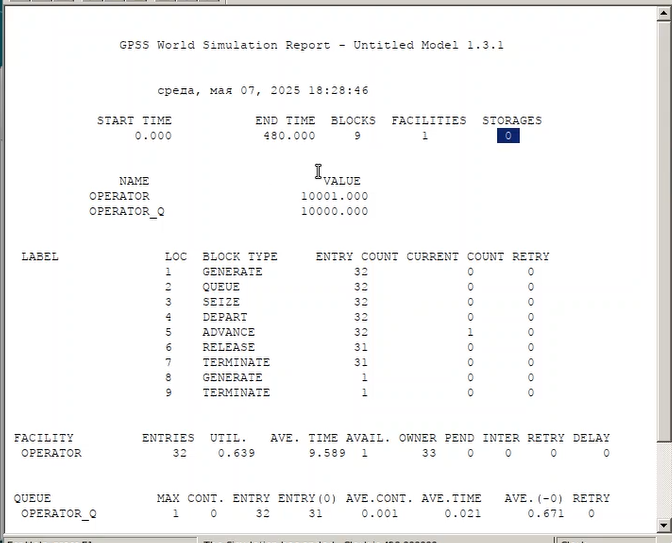 GPSS World Simulation Report - Untitled Model 1.3.1
среда, мая 07, 2025 18:28:46
START TIME END TIME BLOCKS FACILITIES STORAGES
0.000 480.000 9 1 0
NAME VALUE
OPERATOR 10001.000
OPERATOR_Q 10000.000
LABEL LOC BLOCK TYPE ENTRY COUNT CURRENT COUNT RETRY
1 GENERATE 32 0 0
2 QUEUE 32 0 0
3 SEIZE 32 0 0
4 DEPART 32 0 0
5 ADVANCE 32 1 0
6 RELEASE 31 0 0
7 TERMINATE 31 0 0
8 GENERATE 1 0 0
9 TERMINATE 1 0 0
FACILITY ENTRIES UTIL. AVE. TIME AVAIL. OWNER PEND INTER RETRY DELAY
OPERATOR 32 0.639 9.589 1 33 0 0 0 0
QUEUE MAX CONT. ENTRY ENTRY(0) AVE.CONT. AVE.TIME AVE.(-0) RETRY
OPERATOR_Q 1 0 32 31 0.001 0.021 0.671 0